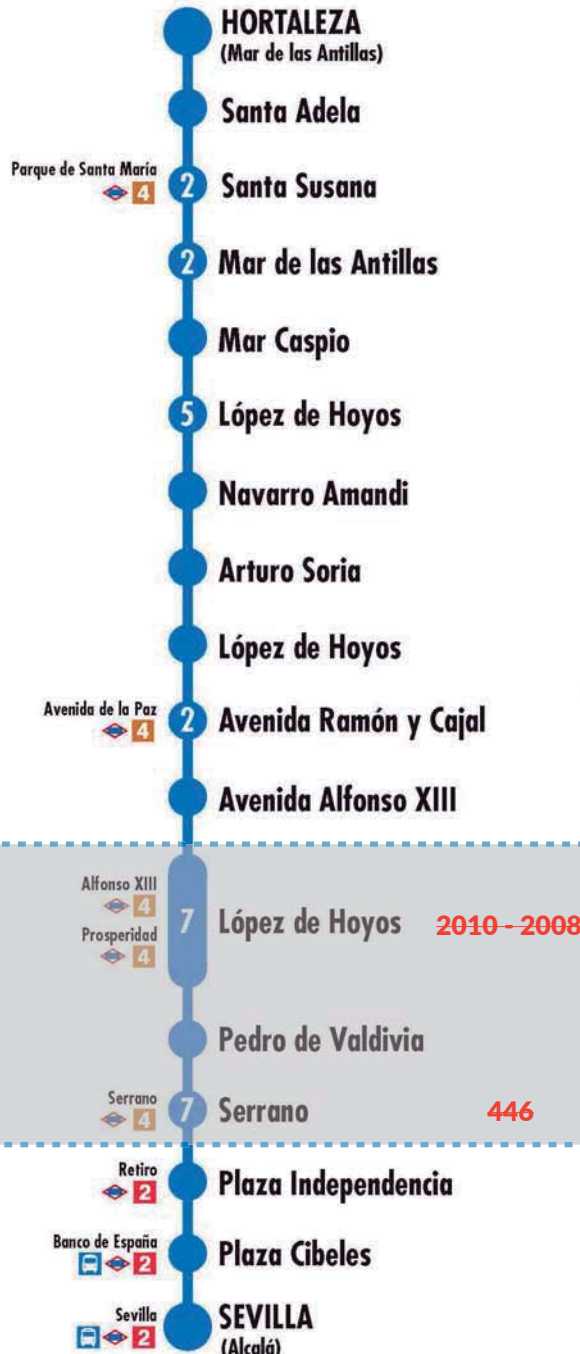 HORTALEZA
(Mar de las Antillas)
Santa Adela
Parque de Santa María
4
2
Santa Susana
2
Mar de las Antillas
Mar Caspio
5
López de Hoyos
Navarro Amandi
Arturo Soria
López de Hoyos
Avenida de la Paz
4
2
Avenida Ramón y Cajal
Avenida Alfonso XIII
Alfonso XIII
4
Prosperidad
4
7
López de Hoyos
2010 - 2008
Pedro de Valdivia
Serrano
4
7
Serrano
446
Retiro
2
Plaza Independencia
Banco de España
2
Plaza Cibeles
Sevilla
2
SEVILLA
(Alcalá)